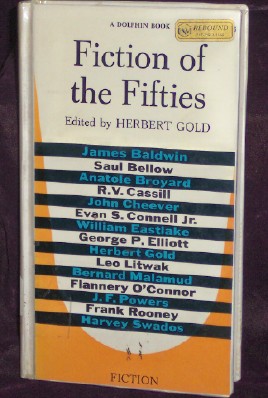 A DOLPHIN BOOK
REBOUND
Fiction of
the Fifties
Edited by HERBERT GOLD
James Baldwin
Saul Bellow
Anatole Broyard
R.V. Cassill
John Cheever
Evan S. Connell Jr.
William Eastlake
George P. Elliott
Herbert Gold
Leo Litwak
Bernard Malamud
Flannery O'Connor
J.F. Powers
Frank Rooney
Harvey Swados
FICTION